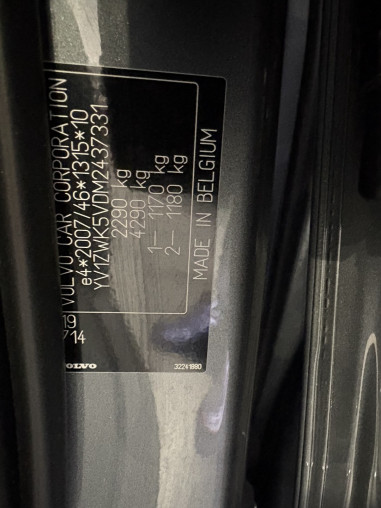 VOLVO CAR CORPORATION
e4*2007/46*1315*10
YV1ZWK5VDM2437331
2290 kg
4290 kg
1— 1170 kg
2— 1180 kg
MADE IN BELGIUM
19
714
VOLVO
32241980